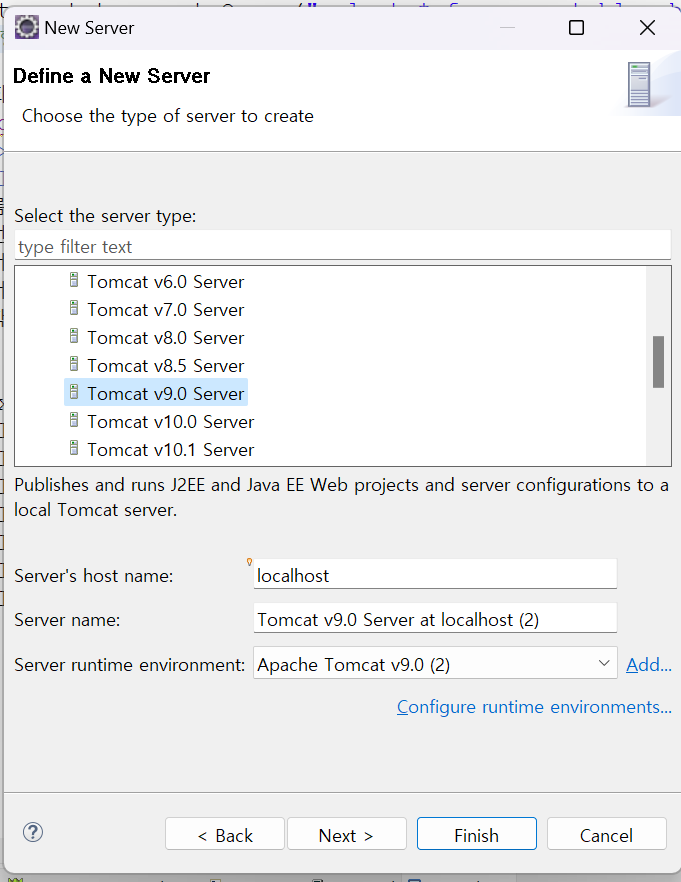 New Server
Define a New Server
Choose the type of server to create
Select the server type:
type filter text
Tomcat v6.0 Server
Tomcat v7.0 Server
Tomcat v8.0 Server
Tomcat v8.5 Server
Tomcat v9.0 Server
Tomcat v10.0 Server
Tomcat v10.1 Server
Publishes and runs J2EE and Java EE Web projects and server configurations to a
local Tomcat server.
Server's host name: localhost
Server name: Tomcat v9.0 Server at localhost (2)
Server runtime environment: Apache Tomcat v9.0 (2) Add...
Configure runtime environments...
? < Back Next > Finish Cancel